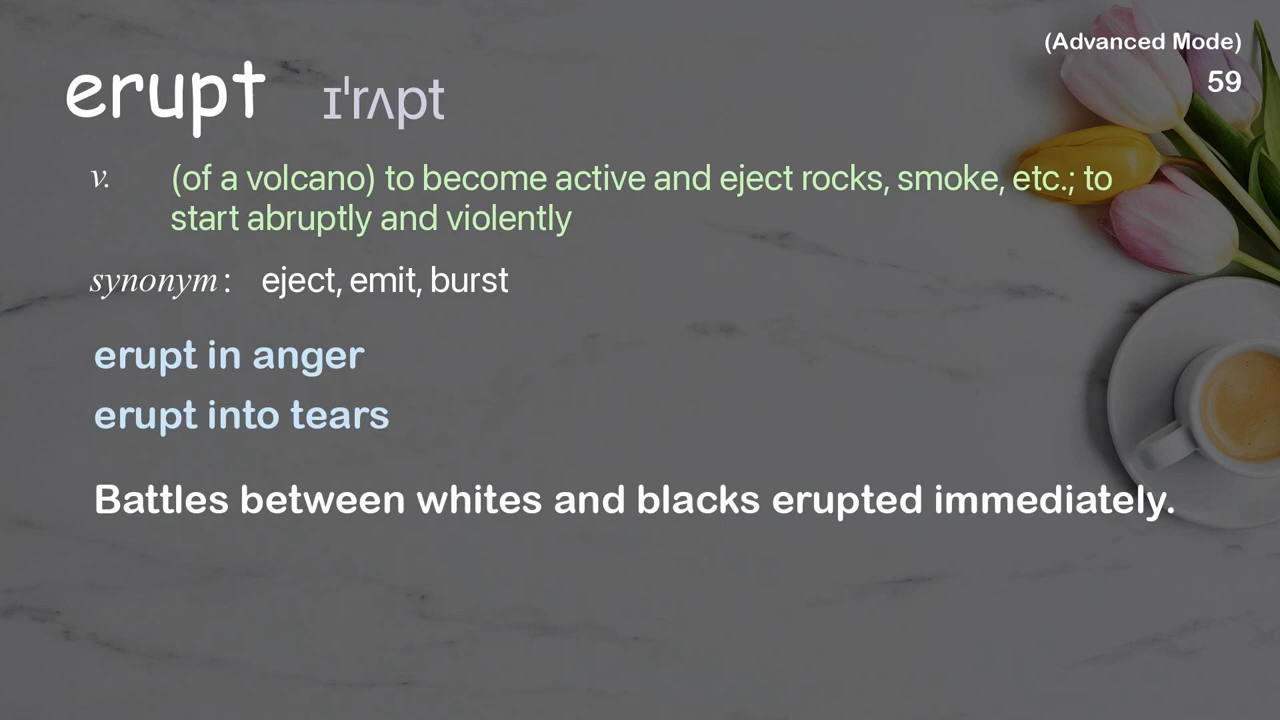 (Advanced Mode)
59
erupt ɪˈrʌpt
v. (of a volcano) to become active and eject rocks, smoke, etc.; to
start abruptly and violently
synonym : eject, emit, burst
erupt in anger
erupt into tears
Battles between whites and blacks erupted immediately.